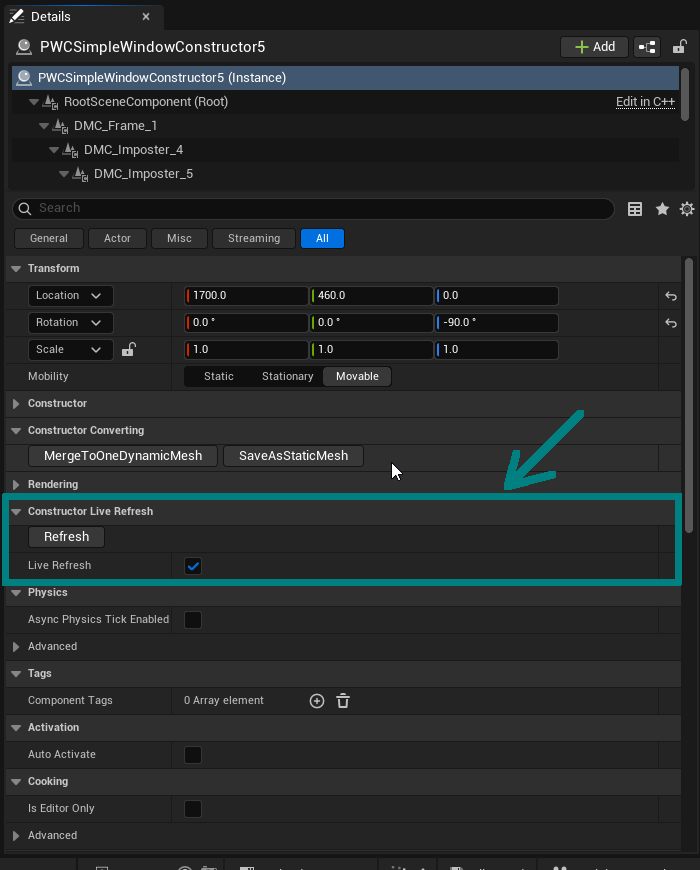 Details
PWCSimpleWindowConstructor5
Add
PWCSimpleWindowConstructor5 (Instance)
RootSceneComponent (Root) Edit in C++
DMC_Frame_1
DMC_Imposter_4
DMC_Imposter_5
Search
General Actor Misc Streaming All
Transform
Location 1700.0 460.0 0.0
Rotation 0.0 ° 0.0 ° -90.0 °
Scale 1.0 1.0 1.0
Mobility Static Stationary Movable
Constructor
Constructor Converting
MergeToOneDynamicMesh SaveAsStaticMesh
Rendering
Constructor Live Refresh
Refresh
Live Refresh
Physics
Async Physics Tick Enabled
Advanced
Tags
Component Tags 0 Array element
Activation
Auto Activate
Cooking
Is Editor Only
Advanced